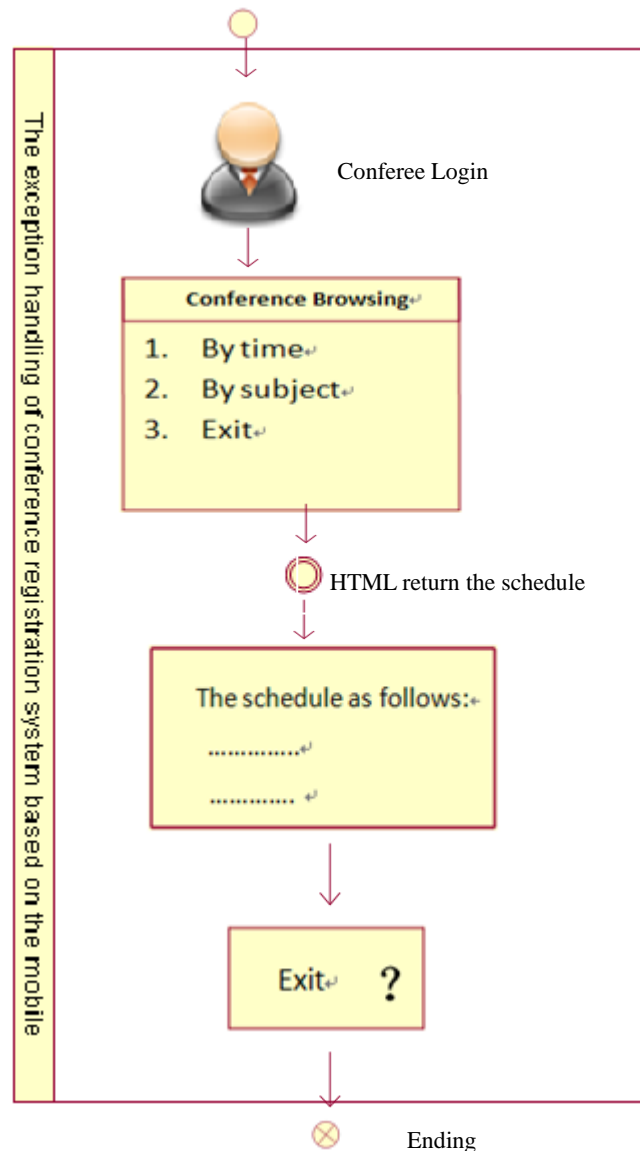 The exception handling of conference registration system based on the mobile
Conferee Login
Conference Browsing↵
1. By time↵
2. By subject↵
3. Exit↵
HTML return the schedule
The schedule as follows:↵
…………..↵
…………. ↵
Exit↵ ?
Ending